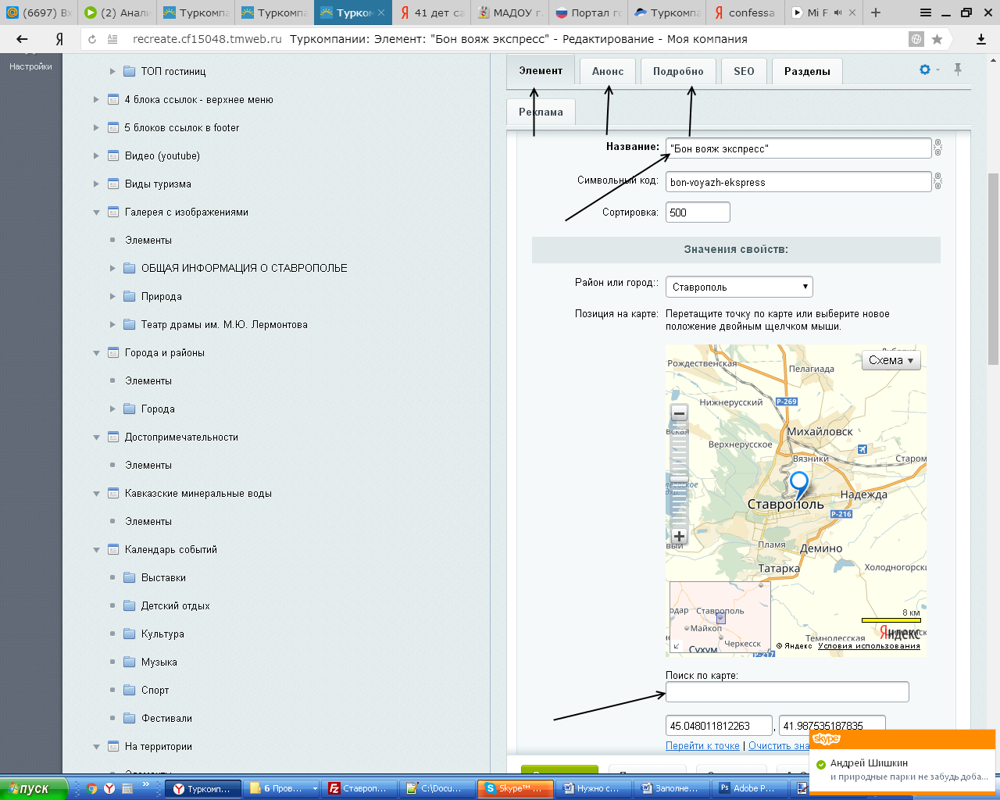 (6697) Вх
(2) Анали
Туркомпа
Туркомпа
Турком
41 дет са
МАДОУ г.
Портал го
Туркомпа
confessa
Mi F
recreate.cf15048.tmweb.ru Туркомпании: Элемент: "Бон вояж экспресс" - Редактирование - Моя компания
Настройки
ТОП гостиниц
4 блока ссылок - верхнее меню
5 блоков ссылок в footer
Видео (youtube)
Виды туризма
Галерея с изображениями
Элементы
ОБЩАЯ ИНФОРМАЦИЯ О СТАВРОПОЛЬЕ
Природа
Театр драмы им. М.Ю. Лермонтова
Города и районы
Элементы
Города
Достопримечательности
Элементы
Кавказские минеральные воды
Элементы
Календарь событий
Выставки
Детский отдых
Культура
Музыка
Спорт
Фестивали
На территории
Элемент Анонс Подробно SEO Разделы
Реклама
Название: "Бон вояж экспресс"
Символьный код: bon-voyazh-ekspress
Сортировка: 500
Значения свойств:
Район или город:: Ставрополь
Позиция на карте: Перетащите точку по карте или выберите новое
положение двойным щелчком мыши.
Схема
Рождественская
Пелагиада
Нижнерусский
Р-269
Михайловск
Верхнерусское
Вязники
Старом
Надежда
Ставрополь
Р-216
Пламя
Демино
Татарка
Холодногорски
Ставрополь
Майкоп
Черкесск
Сухум
Р-217
8 км
Яндекс
Темнолесская
© Яндекс Условия использования
Поиск по карте:
45.048011812263 , 41.987535187835
Перейти к точке | Очистить зна
skype
Андрей Шишкин
и природные парки не забудь доба...
пуск
Туркомп...
6 Пров...
Ставроп...
C:\Docu...
Skype™ ...
Нужно с...
Заполне...
Adobe P...